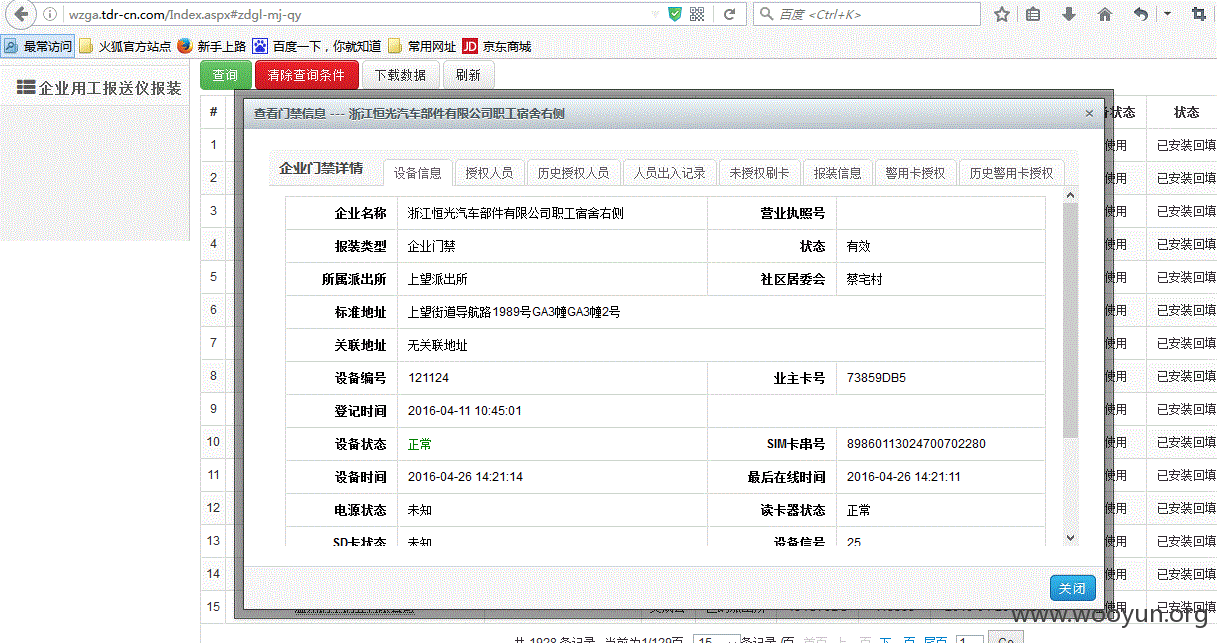 wzga.tdr-cn.com/Index.aspx#zdgl-mj-qy
百度 <Ctrl+K>
最常访问 火狐官方站点 新手上路 百度一下，你就知道 常用网址 JD 京东商城
企业用工报送仪报装
查询 清除查询条件 下载数据 刷新
# 状态 状态
查看门禁信息 --- 浙江恒光汽车部件有限公司职工宿舍右侧 ×
企业门禁详情 设备信息 授权人员 历史授权人员 人员出入记录 未授权刷卡 报装信息 警用卡授权 历史警用卡授权
企业名称 浙江恒光汽车部件有限公司职工宿舍右侧 营业执照号
报装类型 企业门禁 状态 有效
所属派出所 上望派出所 社区居委会 蔡宅村
标准地址 上望街道导航路1989号GA3幢GA3幢2号
关联地址 无关联地址
设备编号 121124 业主卡号 73859DB5
登记时间 2016-04-11 10:45:01
设备状态 正常 SIM卡串号 89860113024700702280
设备时间 2016-04-26 14:21:14 最后在线时间 2016-04-26 14:21:11
电源状态 未知 读卡器状态 正常
SD卡状态 未知 设备信号 25
关闭
1 使用 已安装回填
2 使用 已安装回填
3 使用 已安装回填
4 使用 已安装回填
5 使用 已安装回填
6 使用 已安装回填
7 使用 已安装回填
8 使用 已安装回填
9 使用 已安装回填
10 使用 已安装回填
11 使用 已安装回填
12 使用 已安装回填
13 使用 已安装回填
14 使用 已安装回填
15 使用 已安装回填
共 1928 条记录 当前为1/129页 15 条记录/页 首页 上一页 下一页 尾页 1 Go
www.wooyun.org